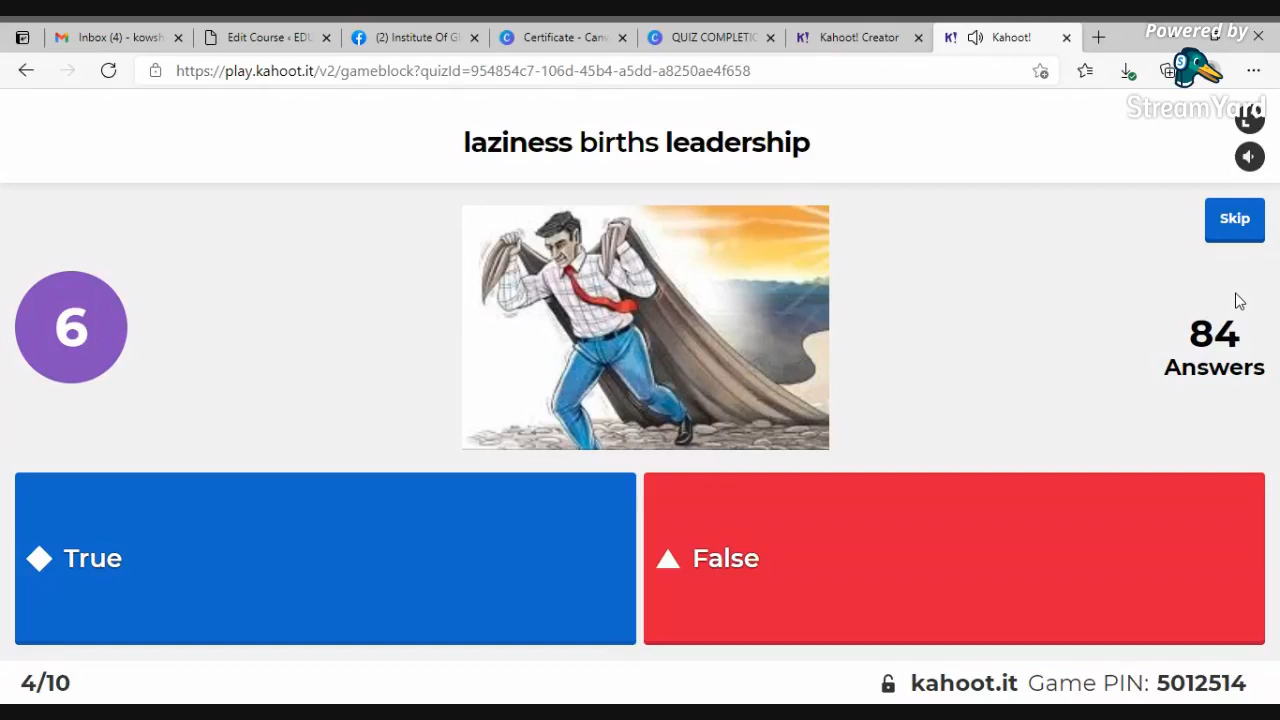 Powered by
Inbox (4) - kowsh
Edit Course ‹ EDU
(2) Institute Of Gl
Certificate - Canv
QUIZ COMPLETIC
Kahoot! Creator
Kahoot!
https://play.kahoot.it/v2/gameblock?quizId=954854c7-106d-45b4-a5dd-a8250ae4f658
S
StreamYard
laziness births leadership
Skip
6
84
Answers
True
False
4/10
kahoot.it Game PIN: 5012514